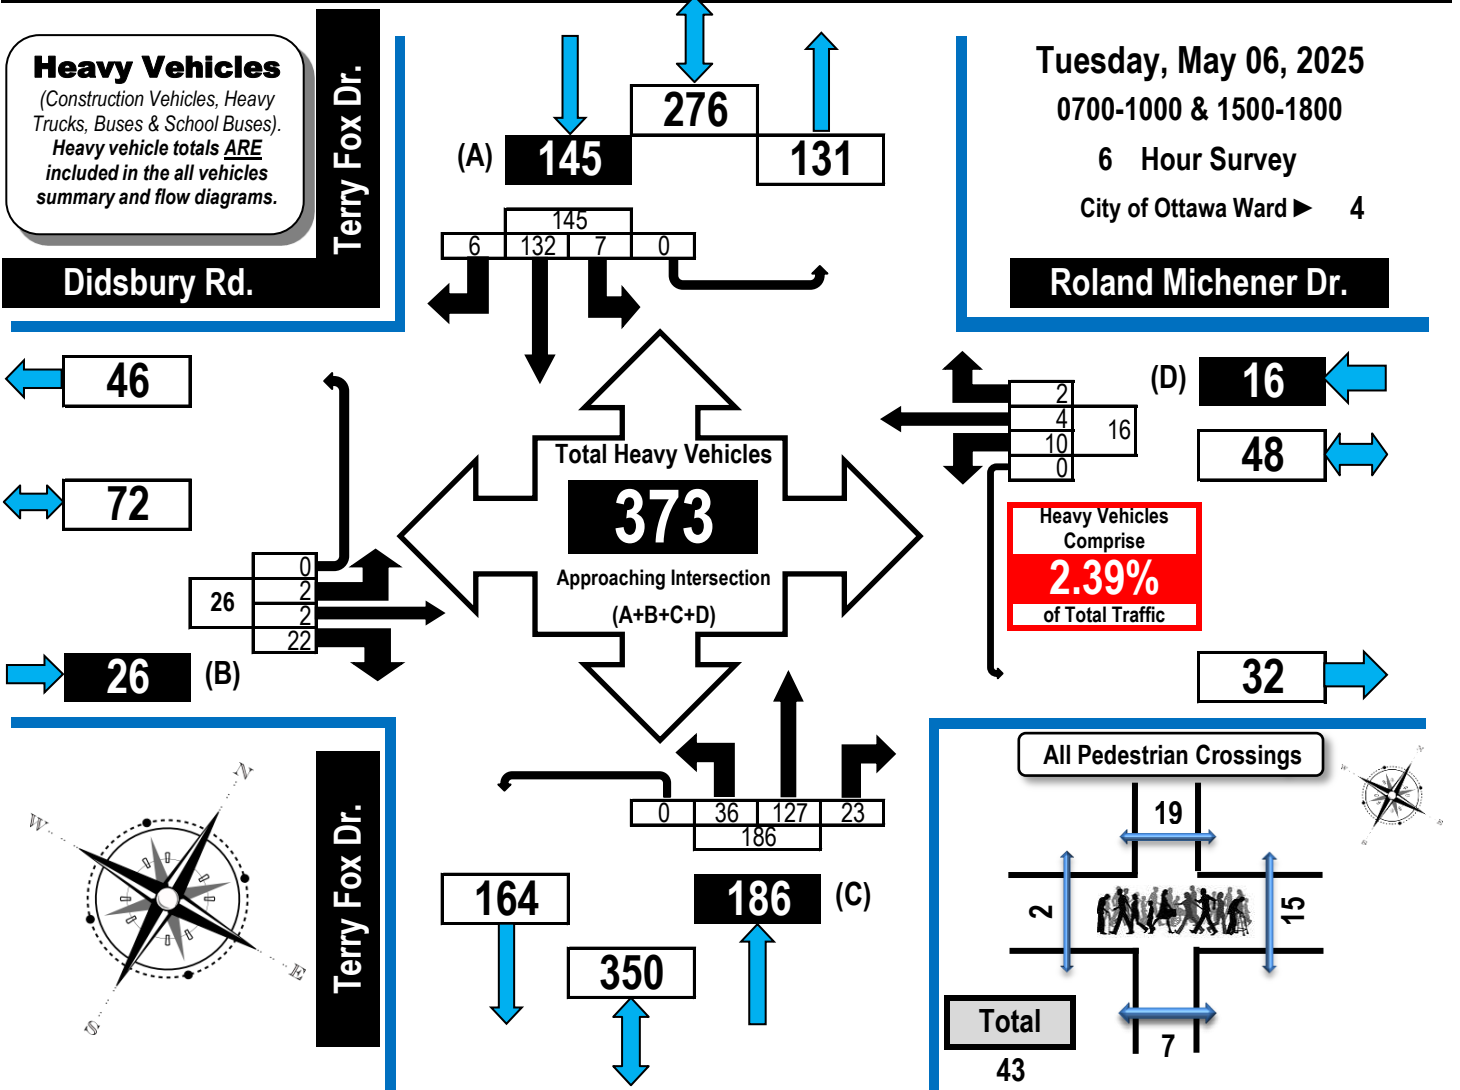 Heavy Vehicles
(Construction Vehicles, Heavy
Trucks, Buses & School Buses).
Heavy vehicle totals ARE
included in the all vehicles
summary and flow diagrams.
Terry Fox Dr.
Didsbury Rd.
276
(A) 145
131
145
6 132 7 0
Tuesday, May 06, 2025
0700-1000 & 1500-1800
6 Hour Survey
City of Ottawa Ward ► 4
Roland Michener Dr.
46
72
0
2
2
22
26
26 (B)
Total Heavy Vehicles
373
Approaching Intersection
(A+B+C+D)
2
4
10
0
16
(D) 16
48
Heavy Vehicles
Comprise
2.39%
of Total Traffic
32
N
W
E
S
Terry Fox Dr.
0 36 127 23
186
164
186 (C)
350
All Pedestrian Crossings
N
W
E
S
19
2
15
7
Total
43